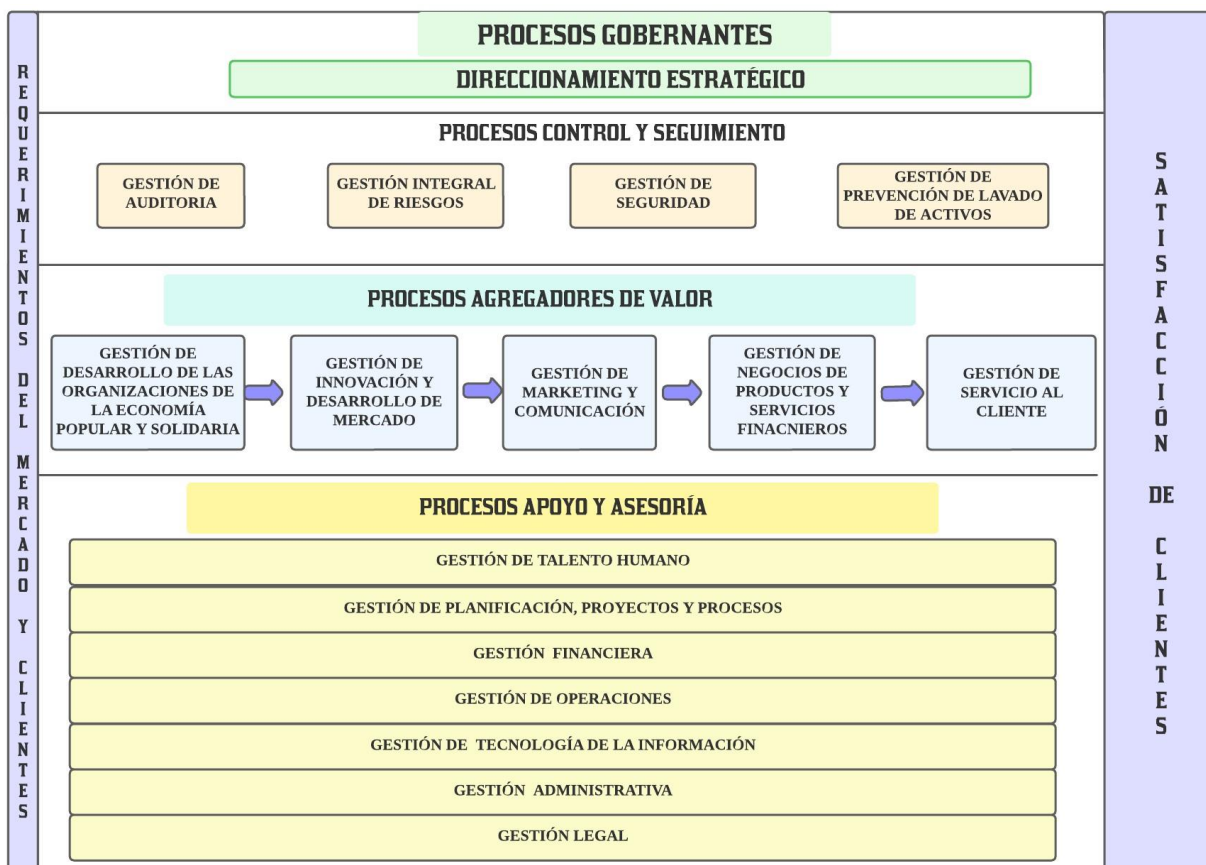 REQUERIMIENTOS DEL MERCADO Y CLIENTES
PROCESOS GOBERNANTES
DIRECCIONAMIENTO ESTRATÉGICO
PROCESOS CONTROL Y SEGUIMIENTO
GESTIÓN DE
AUDITORIA
GESTIÓN INTEGRAL
DE RIESGOS
GESTIÓN DE
SEGURIDAD
GESTIÓN DE
PREVENCIÓN DE LAVADO
DE ACTIVOS
PROCESOS AGREGADORES DE VALOR
GESTIÓN DE
DESARROLLO DE LAS
ORGANIZACIONES DE
LA ECONOMÍA
POPULAR Y SOLIDARIA
GESTIÓN DE
INNOVACIÓN Y
DESARROLLO DE
MERCADO
GESTIÓN DE
MARKETING Y
COMUNICACIÓN
GESTIÓN DE
NEGOCIOS DE
PRODUCTOS Y
SERVICIOS
FINACNIEROS
GESTIÓN DE
SERVICIO AL
CLIENTE
PROCESOS APOYO Y ASESORÍA
GESTIÓN DE TALENTO HUMANO
GESTIÓN DE PLANIFICACIÓN, PROYECTOS Y PROCESOS
GESTIÓN FINANCIERA
GESTIÓN DE OPERACIONES
GESTIÓN DE TECNOLOGÍA DE LA INFORMACIÓN
GESTIÓN ADMINISTRATIVA
GESTIÓN LEGAL
SATISFACCIÓN DE CLIENTES